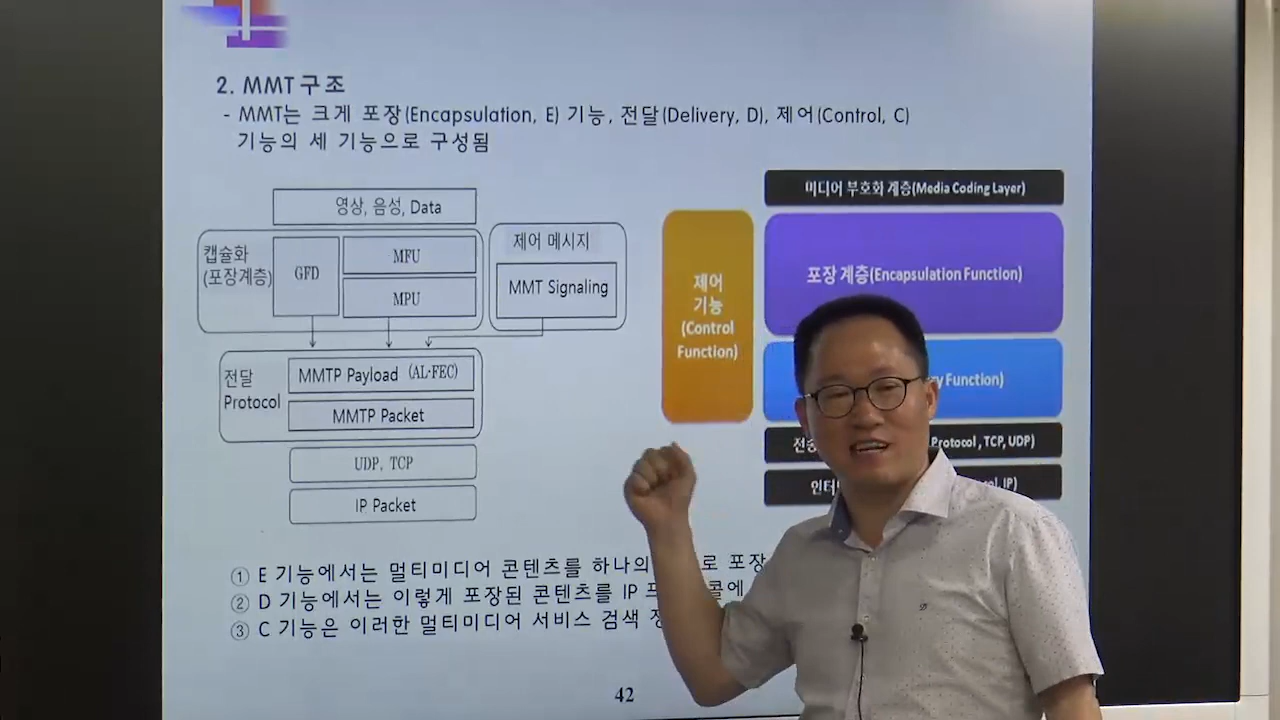 2. MMT 구조
- MMT는 크게 포장(Encapsulation, E) 기능, 전달(Delivery, D), 제어(Control, C)
기능의 세 기능으로 구성됨
영상, 음성, Data
캡슐화
(포장계층)
GFD
MFU
MPU
제어 메시지
MMT Signaling
전달
Protocol
MMTP Payload (AL-FEC)
MMTP Packet
UDP, TCP
IP Packet
미디어 부호화 계층(Media Coding Layer)
제어
기능
(Control
Function)
포장 계층(Encapsulation Function)
Function)
Protocol, TCP, UDP)
IP)
① E 기능에서는 멀티미디어 콘텐츠를 하나의 로 포장
② D 기능에서는 이렇게 포장된 콘텐츠를 IP
③ C 기능은 이러한 멀티미디어 서비스 검색
42